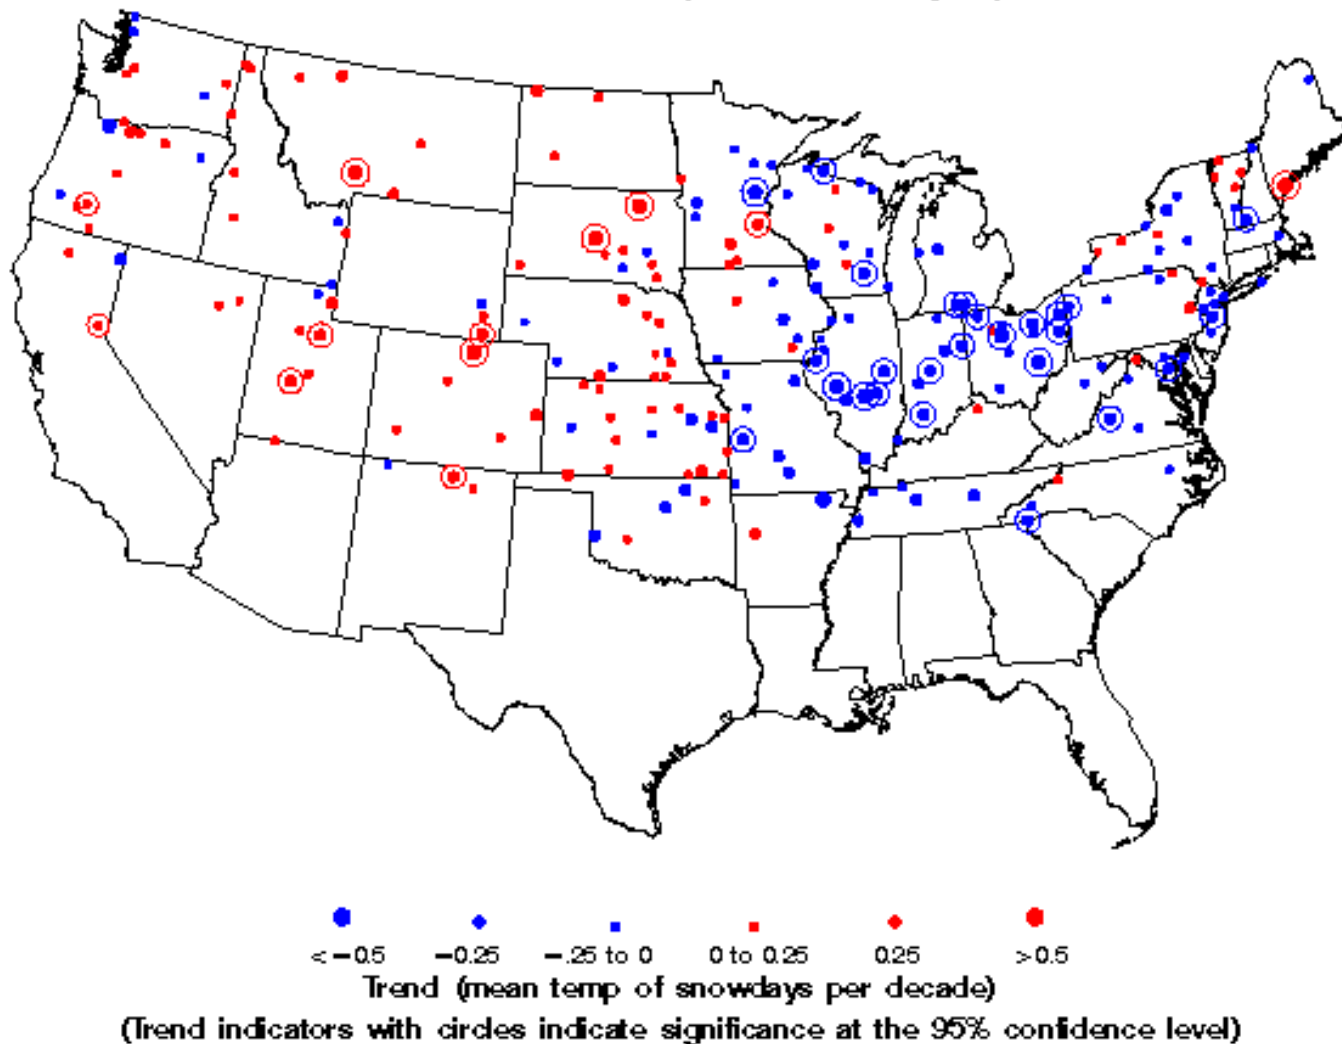 < −0.5 −0.25 −.25 to 0 0 to 0.25 0.25 >0.5
Trend (mean temp of snowdays per decade)
(Trend indicators with circles indicate significance at the 95% confidence level)